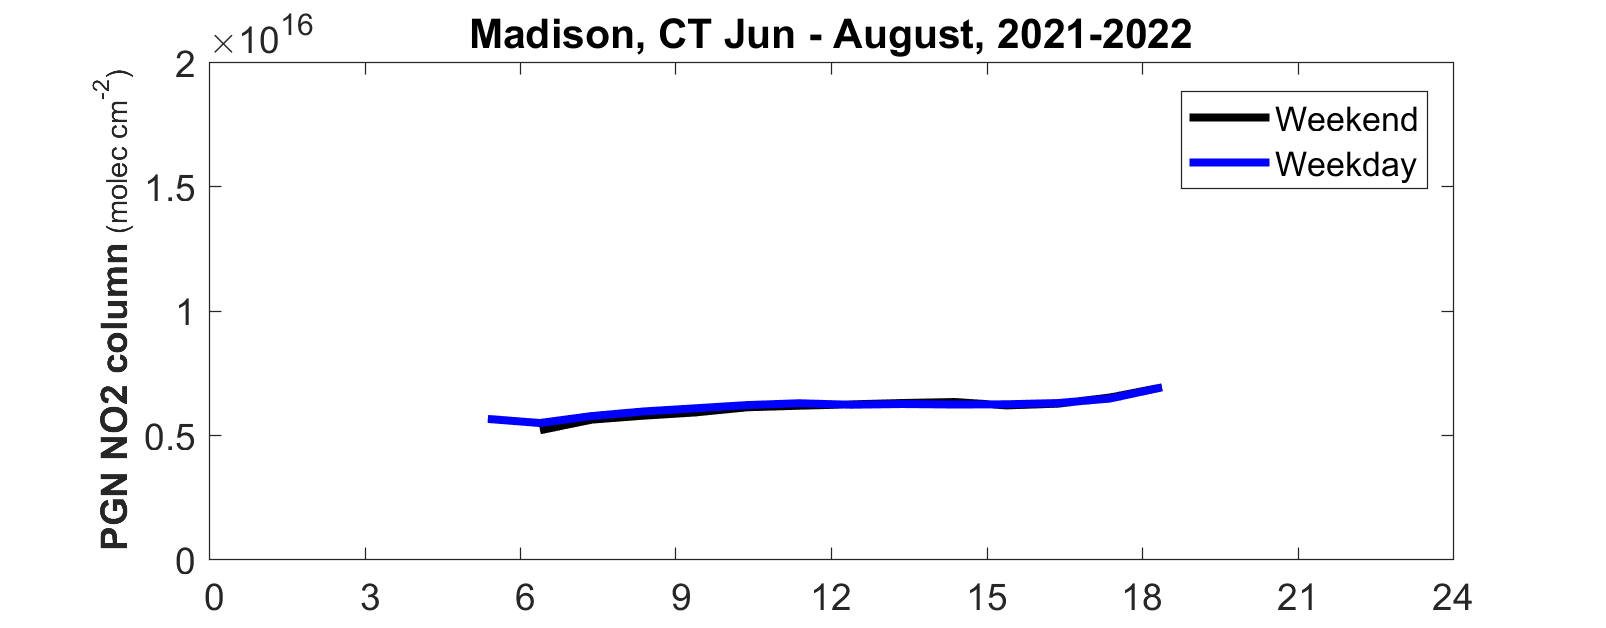 Madison, CT Jun - August, 2021-2022
×10^16
2
1.5
1
0.5
0
PGN NO2 column (molec cm^-2)
Weekend
Weekday
0 3 6 9 12 15 18 21 24